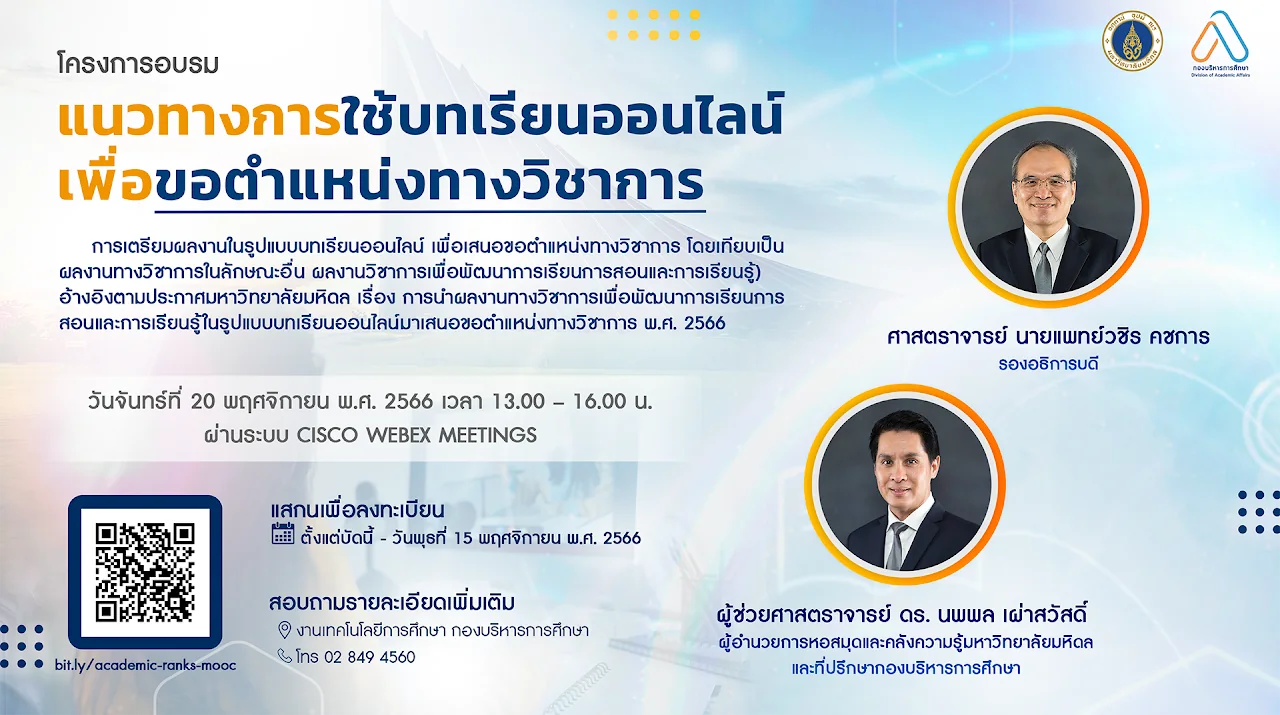 โครงการอบรม
แนวทางการใช้บทเรียนออนไลน์
เพื่อขอตำแหน่งทางวิชาการ
การเตรียมผลงานในรูปแบบบทเรียนออนไลน์ เพื่อเสนอขอตำแหน่งทางวิชาการ โดยเทียบเป็น
ผลงานทางวิชาการในลักษณะอื่น ผลงานวิชาการเพื่อพัฒนาการเรียนการสอนและการเรียนรู้)
อ้างอิงตามประกาศมหาวิทยาลัยมหิดล เรื่อง การนำผลงานทางวิชาการเพื่อพัฒนาการเรียนการ
สอนและการเรียนรู้ในรูปแบบบทเรียนออนไลน์มาเสนอขอตำแหน่งทางวิชาการ พ.ศ. 2566
วันจันทร์ที่ 20 พฤศจิกายน พ.ศ. 2566 เวลา 13.00 – 16.00 น.
ผ่านระบบ CISCO WEBEX MEETINGS
แสกนเพื่อลงทะเบียน
ตั้งแต่บัดนี้ - วันพุธที่ 15 พฤศจิกายน พ.ศ. 2566
สอบถามรายละเอียดเพิ่มเติม
งานเทคโนโลยีการศึกษา กองบริหารการศึกษา
โทร 02 849 4560
bit.ly/academic-ranks-mooc
กองบริหารการศึกษา
Division of Academic Affairs
ศาสตราจารย์ นายแพทย์วชิร คชการ
รองอธิการบดี
ผู้ช่วยศาสตราจารย์ ดร. นพพล เผ่าสวัสดิ์
ผู้อำนวยการหอสมุดและคลังความรู้มหาวิทยาลัยมหิดล
และที่ปรึกษากองบริหารการศึกษา